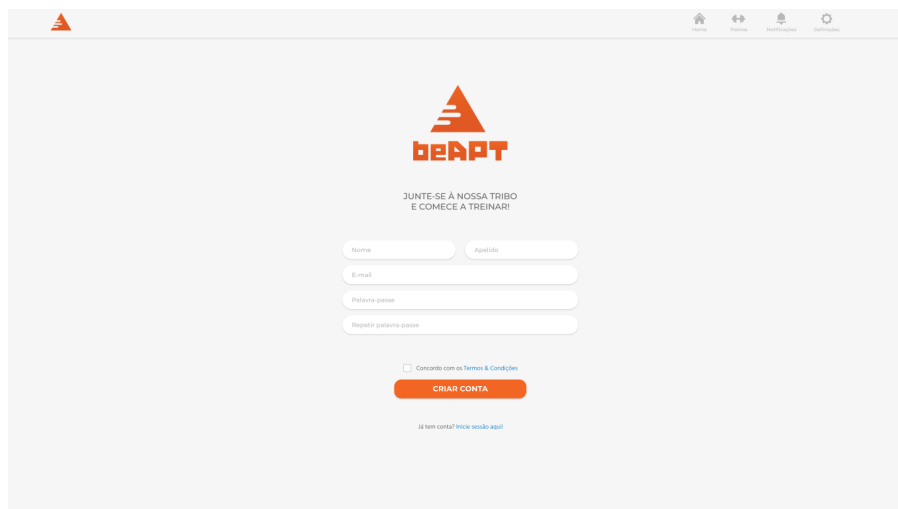 Home
Treinos
Notificações
Definições
beAPT
JUNTE-SE À NOSSA TRIBO
E COMECE A TREINAR!
Nome
Apelido
E-mail
Palavra-passe
Repetir palavra-passe
Concordo com os Termos & Condições
CRIAR CONTA
Já tem conta? Inicie sessão aqui!